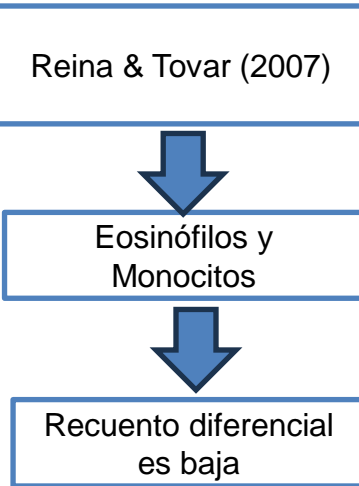 Reina & Tovar (2007)
Eosinófilos y
Monocitos
Recuento diferencial
es baja